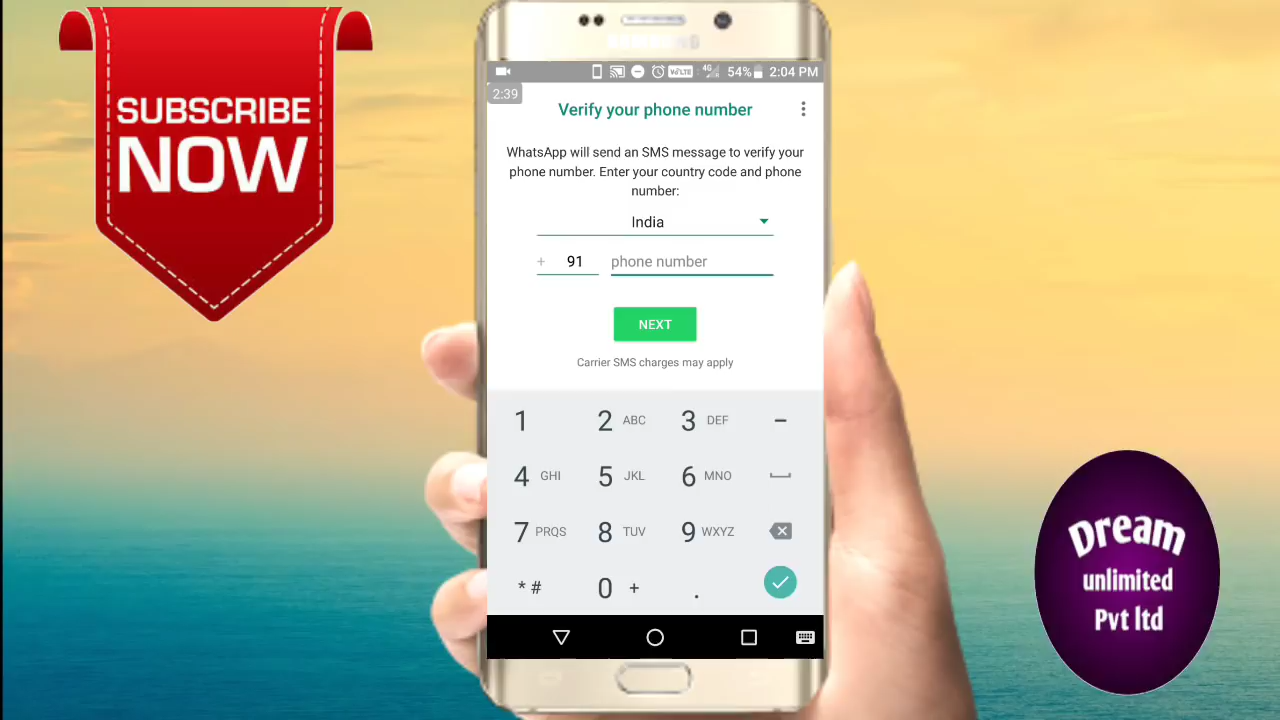 SUBSCRIBE
NOW
4G
VoLTE
54%
2:04 PM
2:39
Verify your phone number
WhatsApp will send an SMS message to verify your
phone number. Enter your country code and phone
number:
India
+ 91 phone number
NEXT
Carrier SMS charges may apply
1 2 ABC 3 DEF -
4 GHI 5 JKL 6 MNO
7 PQRS 8 TUV 9 WXYZ
* # 0 + .
Dream
unlimited
Pvt ltd